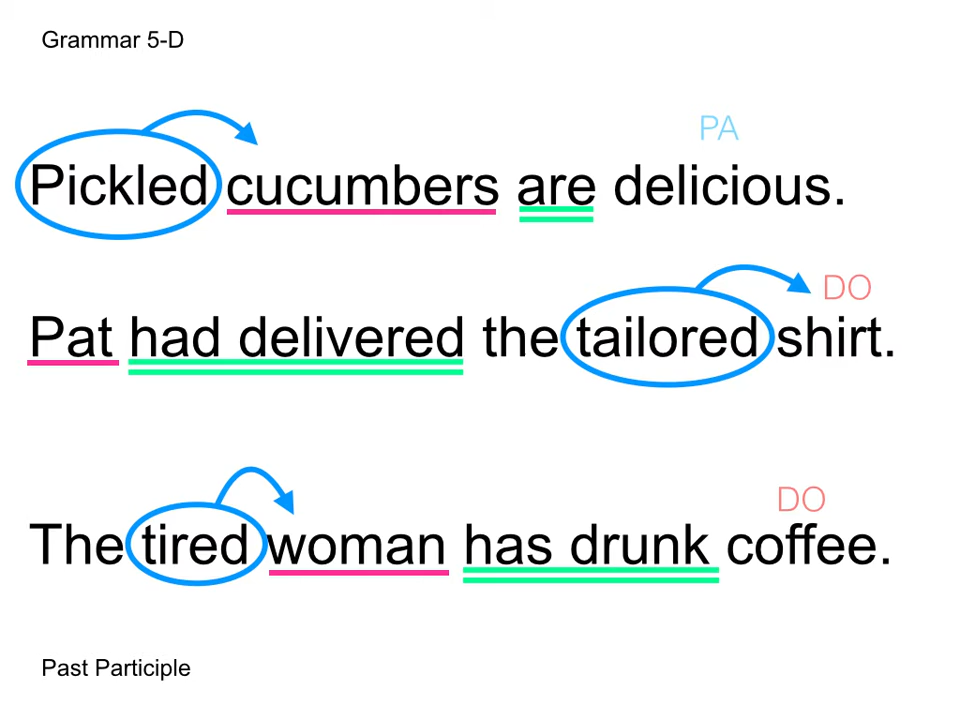 Grammar 5-D
PA
Pickled cucumbers are delicious.
DO
Pat had delivered the tailored shirt.
DO
The tired woman has drunk coffee.
Past Participle